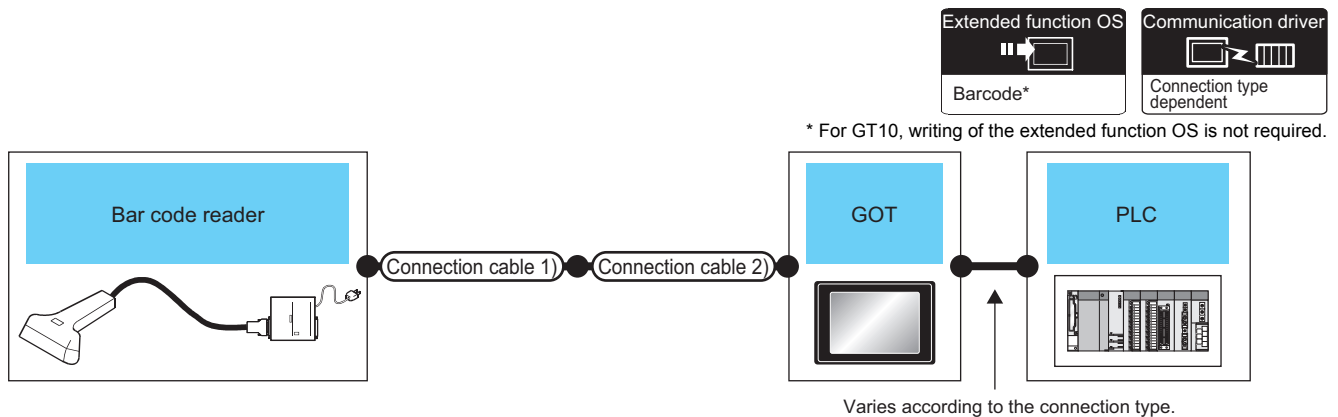 Extended function OS
Communication driver
Barcode*
Connection type
dependent
* For GT10, writing of the extended function OS is not required.
Bar code reader
Connection cable 1)
Connection cable 2)
GOT
PLC
Varies according to the connection type.